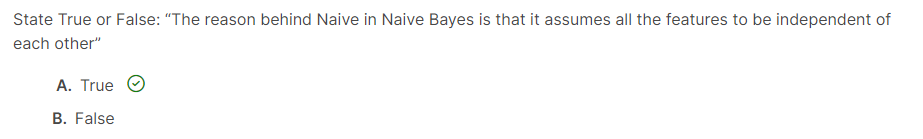 State True or False: “The reason behind Naive in Naive Bayes is that it assumes all the features to be independent of
each other”
A. True
B. False